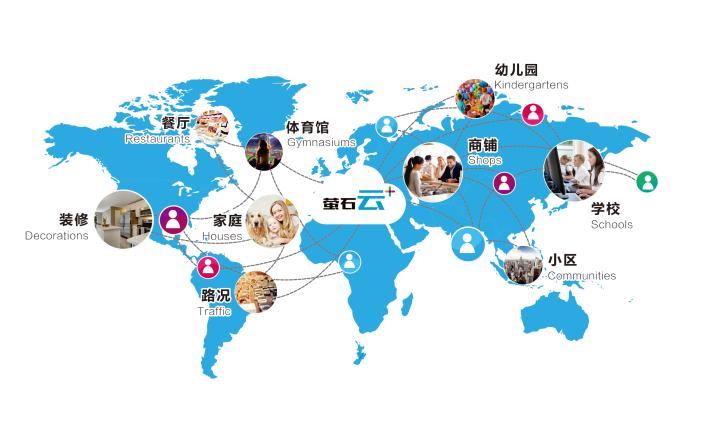 幼儿园
Kindergartens
餐厅
Restaurants
体育馆
Gymnasiums
商铺
Shops
萤石云+
装修
Decorations
家庭
Houses
学校
Schools
小区
Communities
路况
Traffic